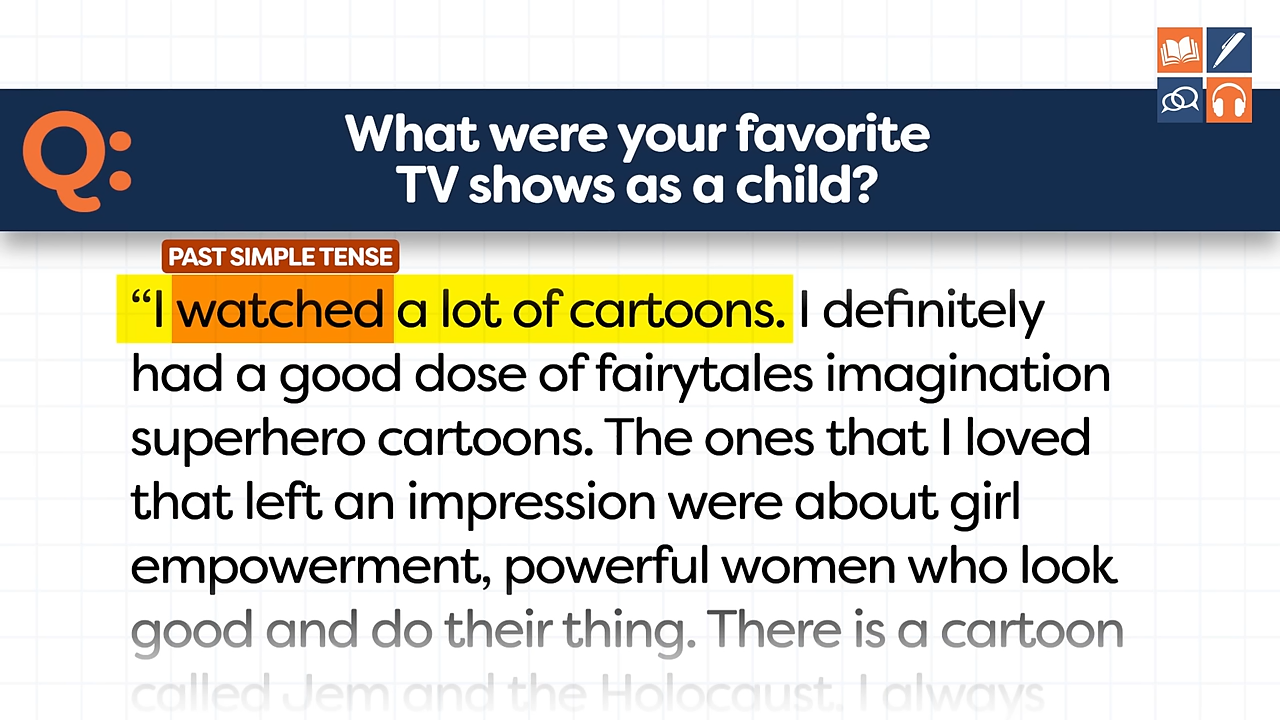 Q:
What were your favorite
TV shows as a child?
PAST SIMPLE TENSE
“I watched a lot of cartoons. I definitely
had a good dose of fairytales imagination
superhero cartoons. The ones that I loved
that left an impression were about girl
empowerment, powerful women who look
good and do their thing. There is a cartoon
called Jem and the Holocaust. I always